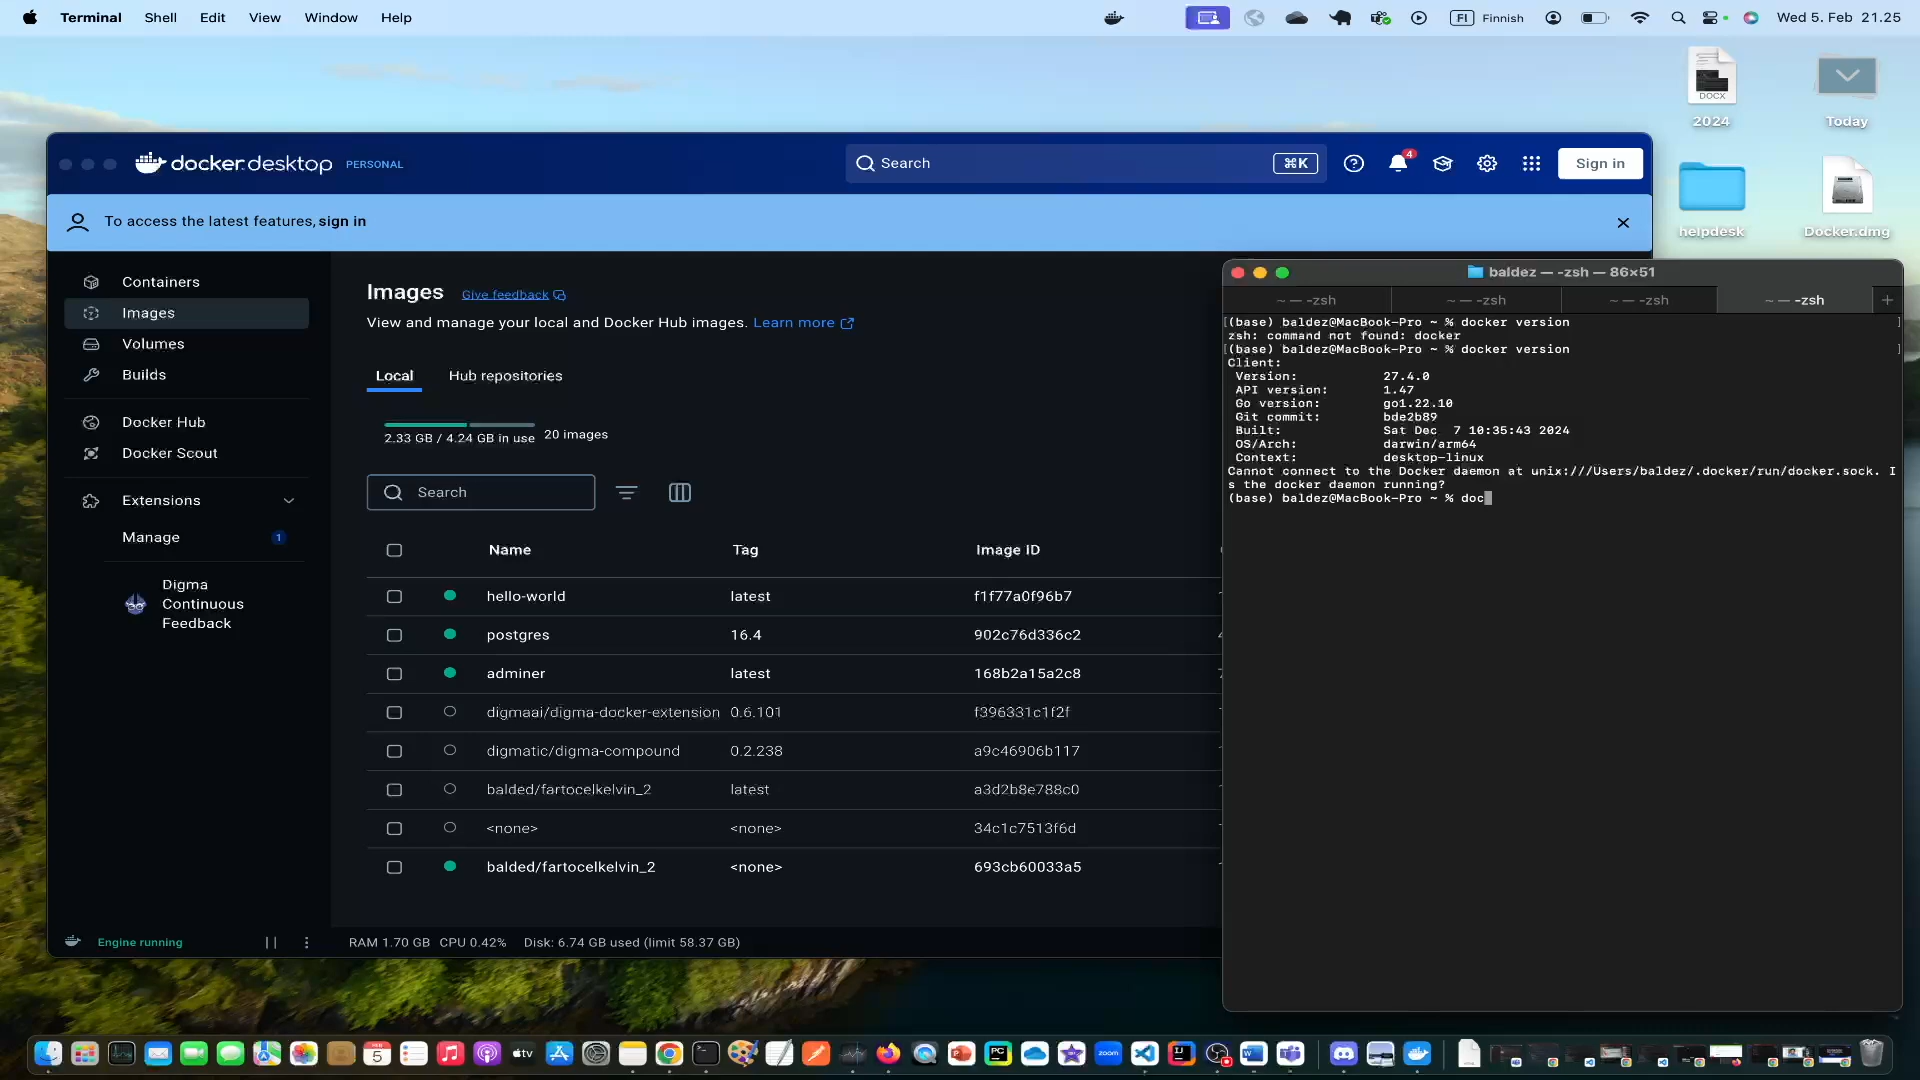 Terminal Shell Edit View Window Help
FI Finnish
Wed 5. Feb 21.25
DOCX
2024
Today
helpdesk
Docker.dmg
docker.desktop PERSONAL
Search
⌘K
4
Sign in
To access the latest features, sign in
Containers
Images
Volumes
Builds
Docker Hub
Docker Scout
Extensions
Manage 1
Digma
Continuous
Feedback
Images Give feedback
View and manage your local and Docker Hub images. Learn more
Local Hub repositories
2.33 GB / 4.24 GB in use 20 images
Search
Name Tag Image ID
hello-world latest f1f77a0f96b7
postgres 16.4 902c76d336c2
adminer latest 168b2a15a2c8
digmaai/digma-docker-extension 0.6.101 f396331c1f2f
digmatic/digma-compound 0.2.238 a9c46906b117
balded/fartocelkelvin_2 latest a3d2b8e788c0
<none> <none> 34c1c7513f6d
balded/fartocelkelvin_2 <none> 693cb60033a5
Engine running
RAM 1.70 GB CPU 0.42% Disk: 6.74 GB used (limit 58.37 GB)
baldez — -zsh — 86×51
~ — -zsh ~ — -zsh ~ — -zsh ~ — -zsh +
[(base) baldez@MacBook-Pro ~ % docker version ]
zsh: command not found: docker
[(base) baldez@MacBook-Pro ~ % docker version ]
Client:
Version: 27.4.0
API version: 1.47
Go version: go1.22.10
Git commit: bde2b89
Built: Sat Dec 7 10:35:43 2024
OS/Arch: darwin/arm64
Context: desktop-linux
Cannot connect to the Docker daemon at unix:///Users/baldez/.docker/run/docker.sock. I
s the docker daemon running?
(base) baldez@MacBook-Pro ~ % doc
5
tv
PC
zoom